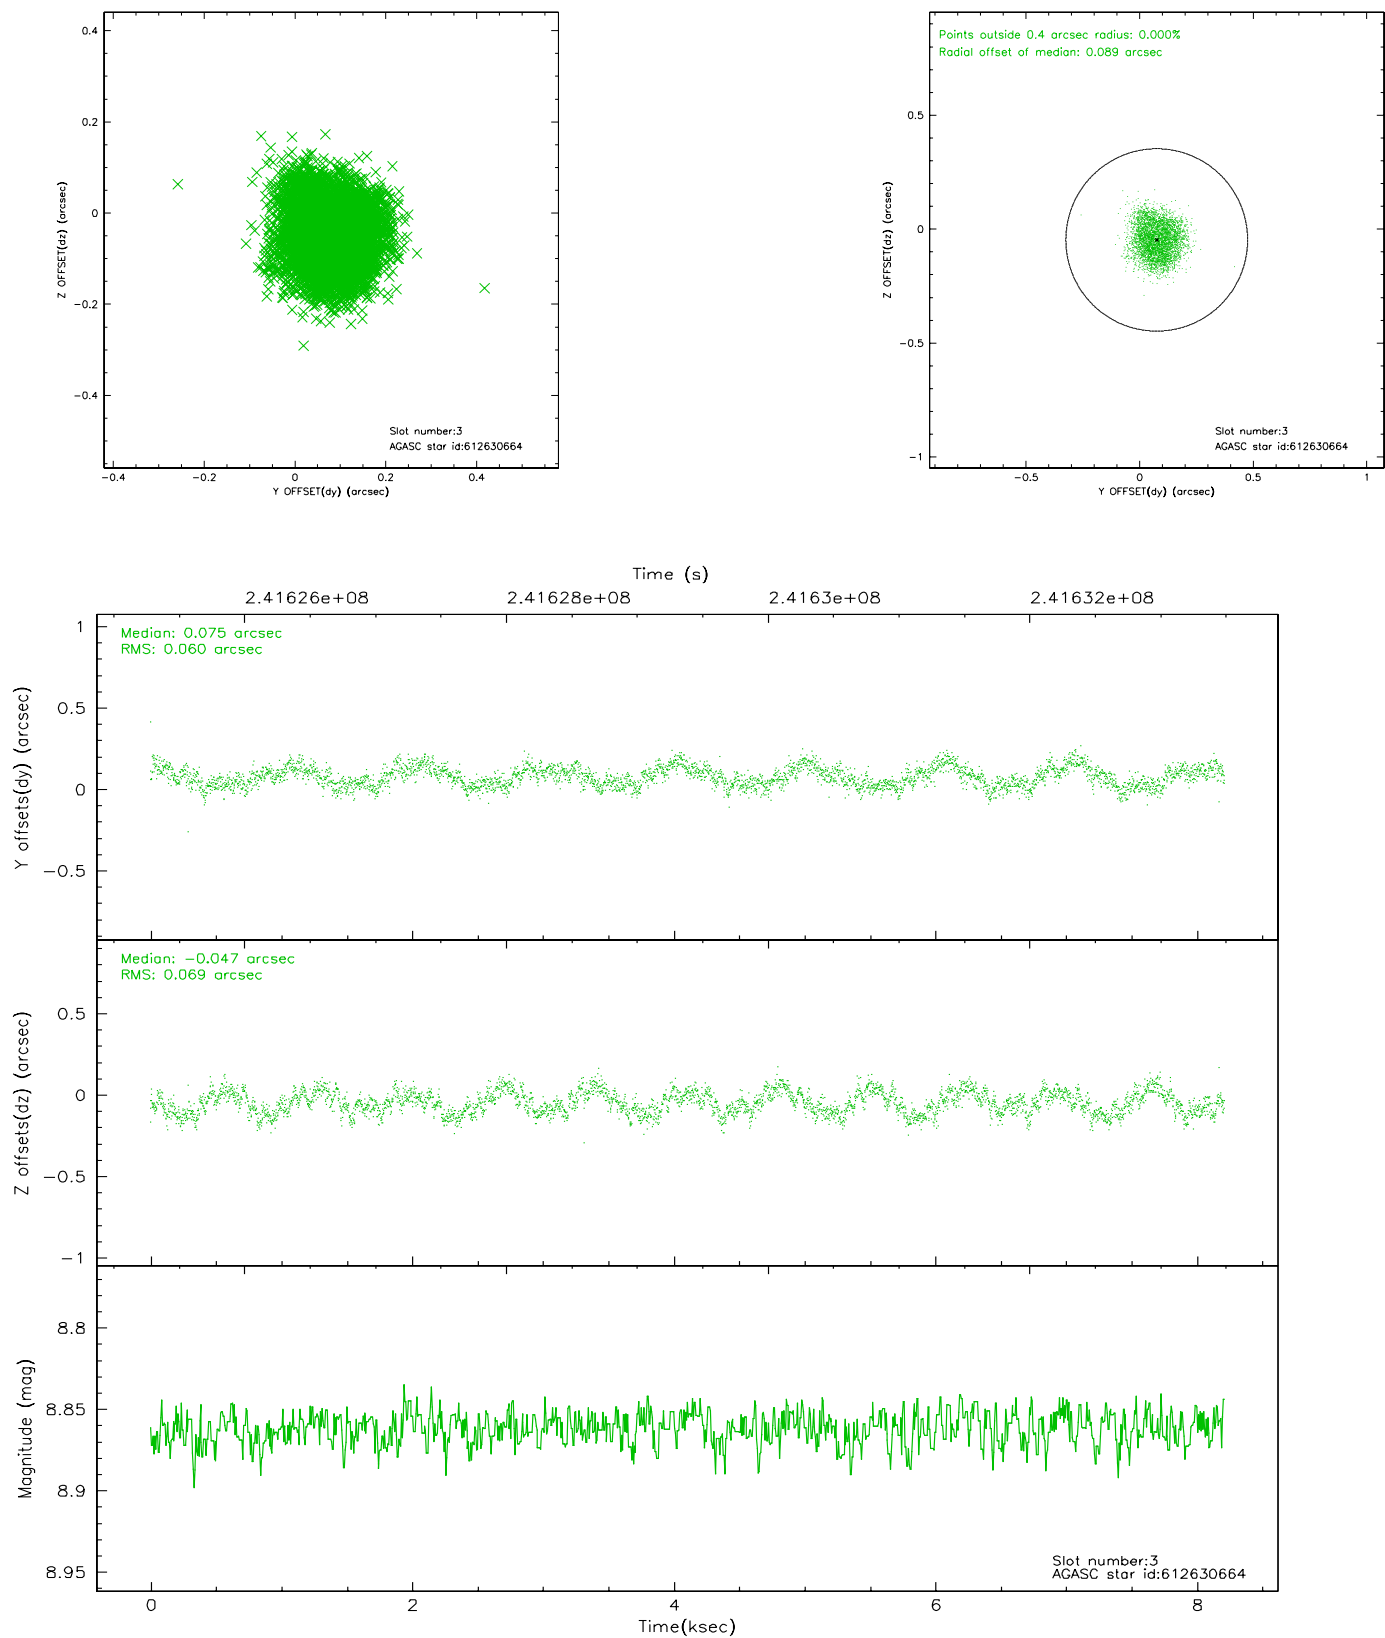 0.4
0.2
0
−0.2
−0.4
Z OFFSET(dz) (arcsec)
Slot number:3
AGASC star id:612630664
−0.4 −0.2 0 0.2 0.4
Y OFFSET(dy) (arcsec)
Points outside 0.4 arcsec radius: 0.000%
Radial offset of median: 0.089 arcsec
0.5
0
−0.5
−1
Z OFFSET(dz) (arcsec)
Slot number:3
AGASC star id:612630664
−0.5 0 0.5 1
Y OFFSET(dy) (arcsec)
Time (s)
2.41626e+08 2.41628e+08 2.4163e+08 2.41632e+08
Median: 0.075 arcsec
RMS: 0.060 arcsec
1
0.5
0
−0.5
Y offsets(dy) (arcsec)
Median: −0.047 arcsec
RMS: 0.069 arcsec
0.5
0
−0.5
−1
Z offsets(dz) (arcsec)
8.8
8.85
8.9
8.95
Magnitude (mag)
Slot number:3
AGASC star id:612630664
0 2 4 6 8
Time(ksec)